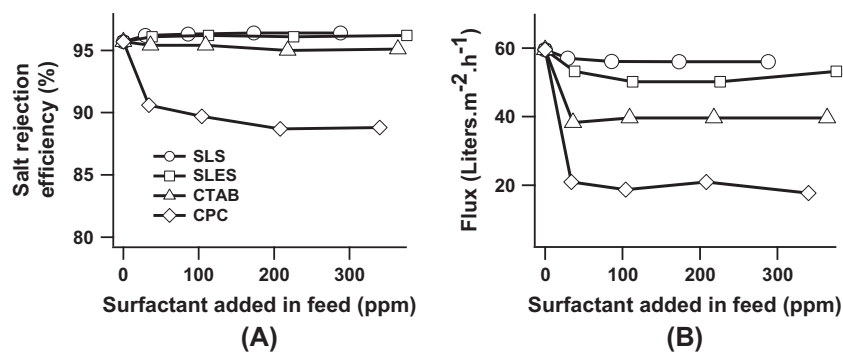 Salt rejection
efficiency (%)
95
90
85
80
SLS
SLES
CTAB
CPC
0 100 200 300
Surfactant added in feed (ppm)
(A)
Flux (Liters.m-2.h-1)
60
40
20
0 100 200 300
Surfactant added in feed (ppm)
(B)